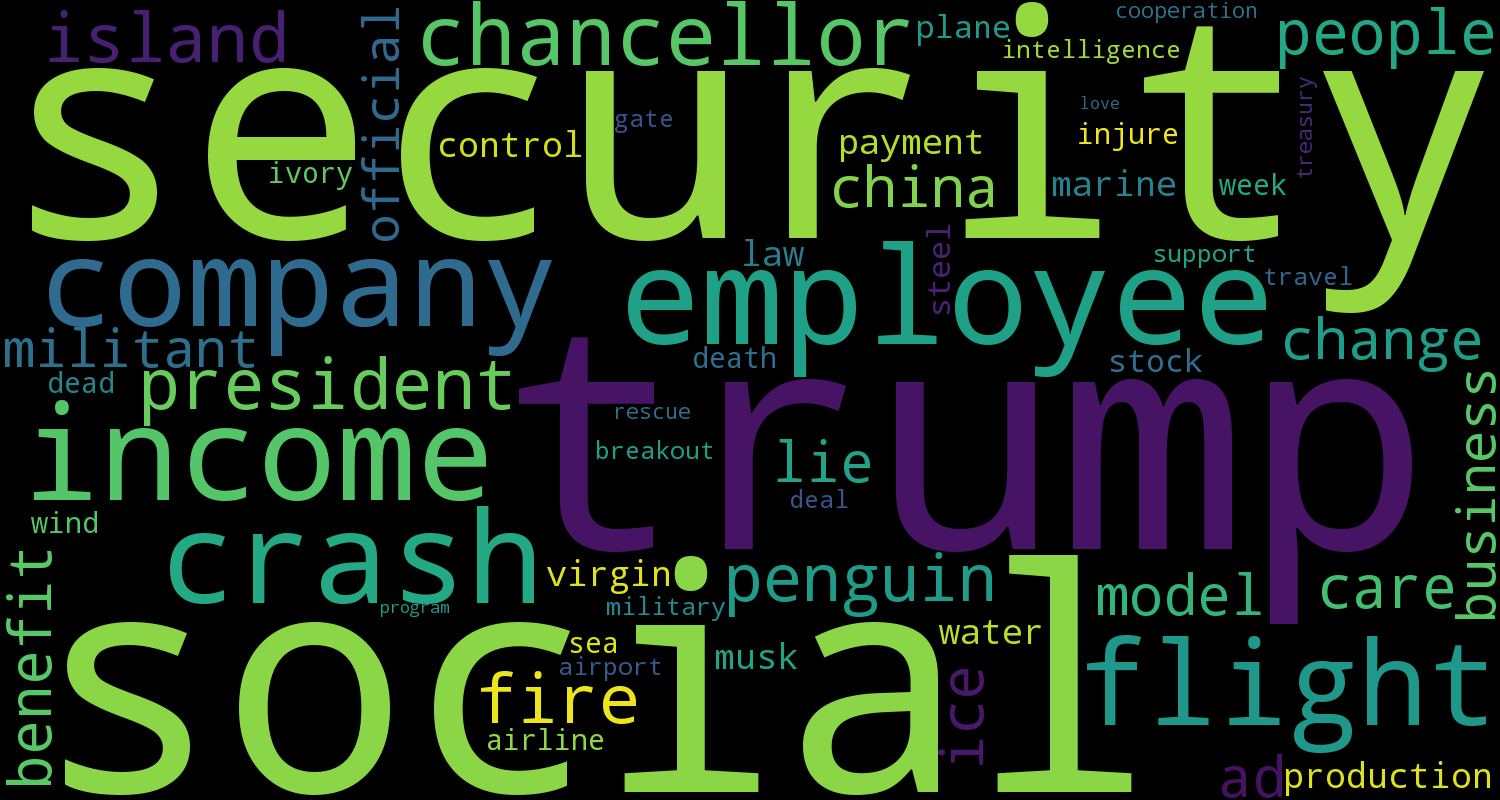 island
chancellor
plane
cooperation
intelligence
people
security
official
gate
love
treasury
control
payment
injure
ivory
china
marine
week
company
employee
law
steel
support
travel
militant
change
death
stock
dead
president
trump
business
income
rescue
breakout
lie
deal
wind
crash
benefit
virgin
penguin
model
care
program
military
social
sea
water
airport
musk
fire
flight
airline
ice
ad
production